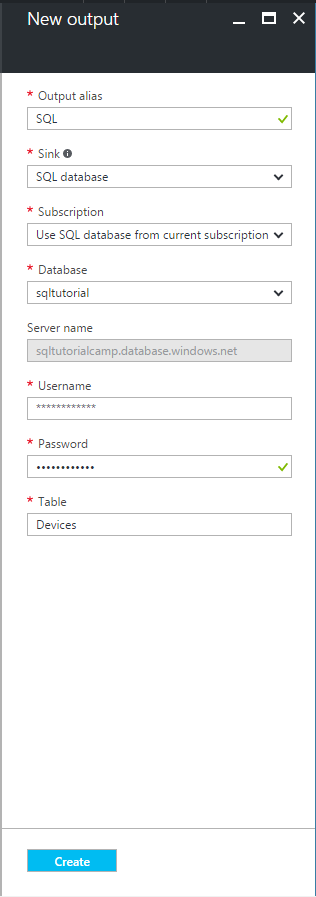 New output
* Output alias
SQL
* Sink
SQL database
* Subscription
Use SQL database from current subscription
* Database
sqltutorial
Server name
sqltutorialcamp.database.windows.net
* Username
************
* Password
••••••••••••
* Table
Devices
Create